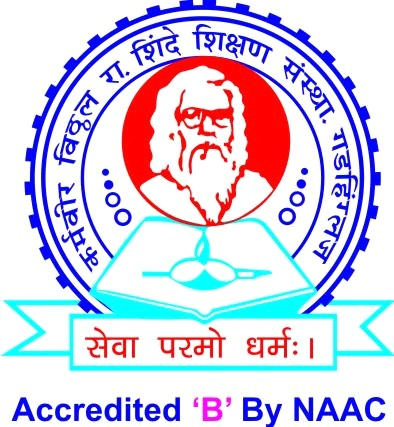 कर्मवीर विठ्ठल रा. शिंदे शिक्षण संस्था. गडहिंग्लज
सेवा परमो धर्मः।
Accredited ‘B’ By NAAC